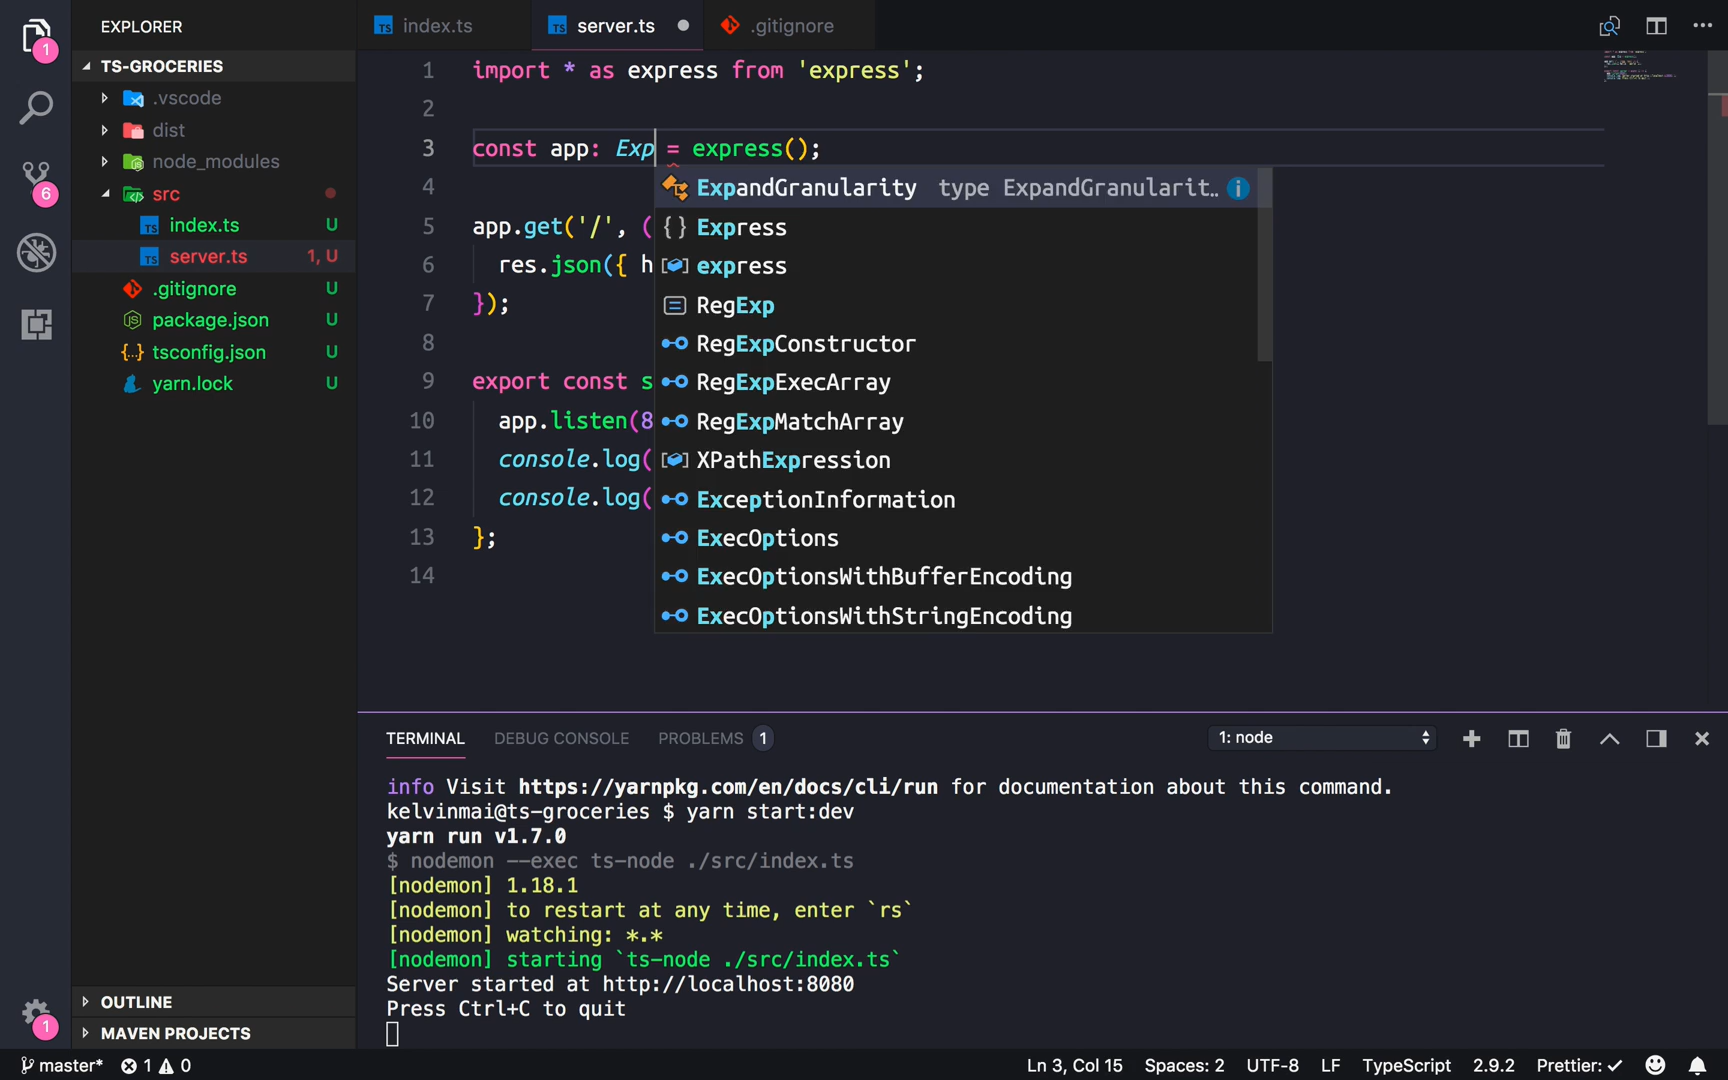 EXPLORER
index.ts
server.ts
.gitignore
1
TS-GROCERIES
.vscode
dist
node_modules
src
index.ts U
server.ts 1, U
.gitignore U
package.json U
tsconfig.json U
yarn.lock U
6
OUTLINE
MAVEN PROJECTS
1
1 import * as express from 'express';
2
3 const app: Exp = express();
4
5 app.get('/', (
6 res.json({ h
7 });
8
9 export const s
10 app.listen(8
11 console.log(
12 console.log(
13 };
14
ExpandGranularity type ExpandGranularit…
Express
express
RegExp
RegExpConstructor
RegExpExecArray
RegExpMatchArray
XPathExpression
ExceptionInformation
ExecOptions
ExecOptionsWithBufferEncoding
ExecOptionsWithStringEncoding
TERMINAL DEBUG CONSOLE PROBLEMS 1 1: node
info Visit https://yarnpkg.com/en/docs/cli/run for documentation about this command.
kelvinmai@ts-groceries $ yarn start:dev
yarn run v1.7.0
$ nodemon --exec ts-node ./src/index.ts
[nodemon] 1.18.1
[nodemon] to restart at any time, enter `rs`
[nodemon] watching: *.*
[nodemon] starting `ts-node ./src/index.ts`
Server started at http://localhost:8080
Press Ctrl+C to quit
master* 1 0 Ln 3, Col 15 Spaces: 2 UTF-8 LF TypeScript 2.9.2 Prettier: ✓